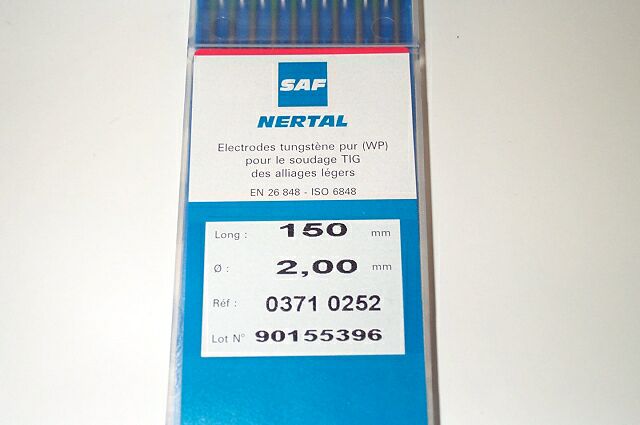 SAF
NERTAL
Electrodes tungstène pur (WP)
pour le soudage TIG
des alliages légers
EN 26 848 - ISO 6848
Long : 150 mm
Ø : 2,00 mm
Réf : 0371 0252
Lot N° 90155396